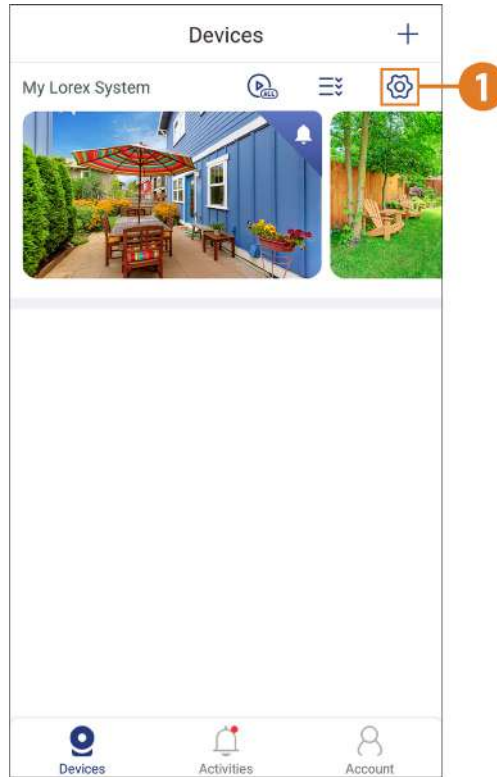 Devices
My Lorex System
ALL
1
Devices
Activities
Account